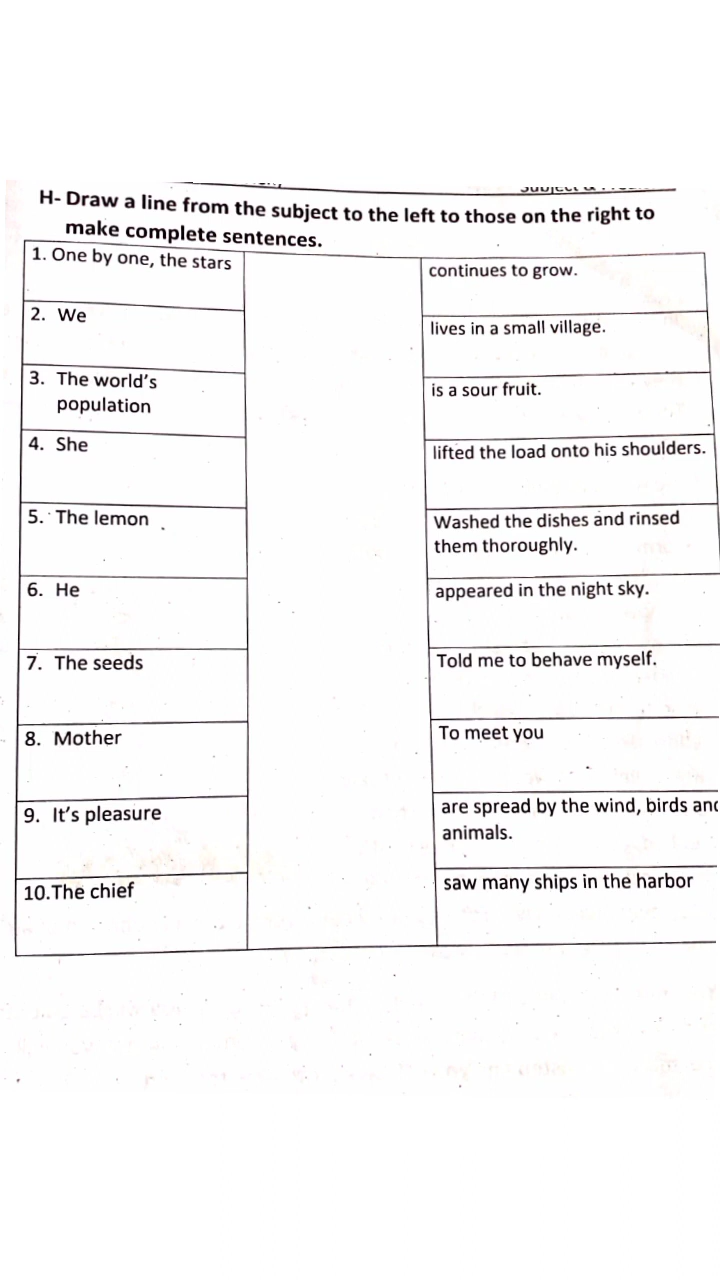 H- Draw a line from the subject to the left to those on the right to
make complete sentences.
1. One by one, the stars
continues to grow.
2. We
lives in a small village.
3. The world's
population
is a sour fruit.
4. She
lifted the load onto his shoulders.
5. The lemon
Washed the dishes and rinsed
them thoroughly.
6. He
appeared in the night sky.
7. The seeds
Told me to behave myself.
8. Mother
To meet you
9. It's pleasure
are spread by the wind, birds and
animals.
10.The chief
saw many ships in the harbor